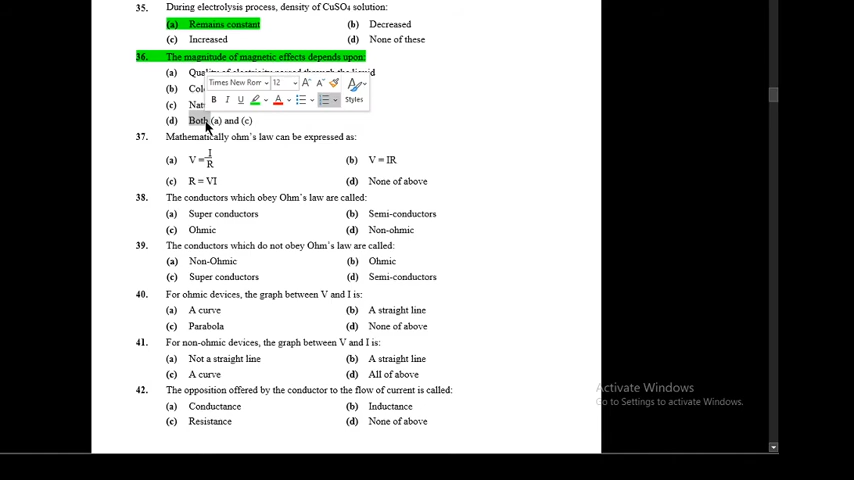 35. During electrolysis process, density of CuSO₄ solution:
(a) Remains constant (b) Decreased
(c) Increased (d) None of these
36. The magnitude of magnetic effects depends upon:
(a)
Times New Rom 12
(b) Col
B I U A Styles
(c) Nat
(d) Both (a) and (c)
37. Mathematically ohm's law can be expressed as:
(a) V = I/R (b) V = IR
(c) R = VI (d) None of above
38. The conductors which obey Ohm's law are called:
(a) Super conductors (b) Semi-conductors
(c) Ohmic (d) Non-ohmic
39. The conductors which do not obey Ohm's law are called:
(a) Non-Ohmic (b) Ohmic
(c) Super conductors (d) Semi-conductors
40. For ohmic devices, the graph between V and I is:
(a) A curve (b) A straight line
(c) Parabola (d) None of above
41. For non-ohmic devices, the graph between V and I is:
(a) Not a straight line (b) A straight line
(c) A curve (d) All of above
Activate Windows
42. The opposition offered by the conductor to the flow of current is called:
Go to Settings to activate Windows.
(a) Conductance (b) Inductance
(c) Resistance (d) None of above